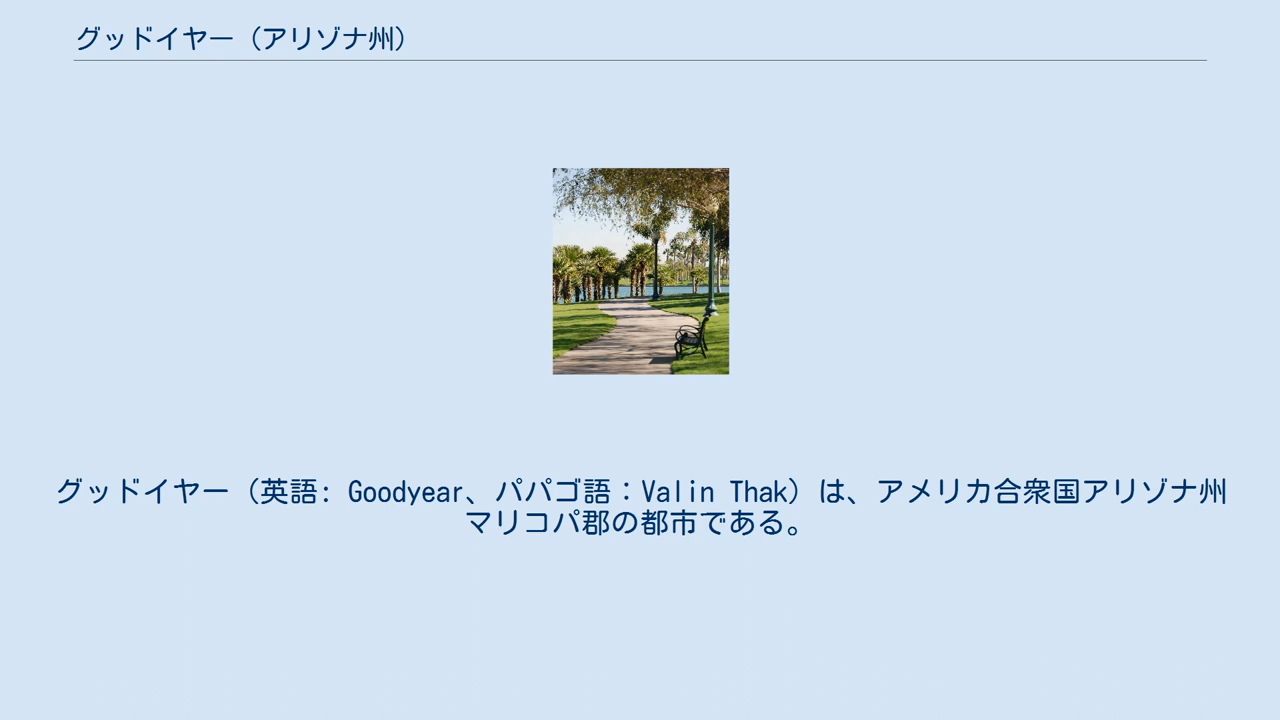 グッドイヤー（アリゾナ州）
グッドイヤー（英語: Goodyear、パパゴ語：Valin Thak）は、アメリカ合衆国アリゾナ州
マリコパ郡の都市である。